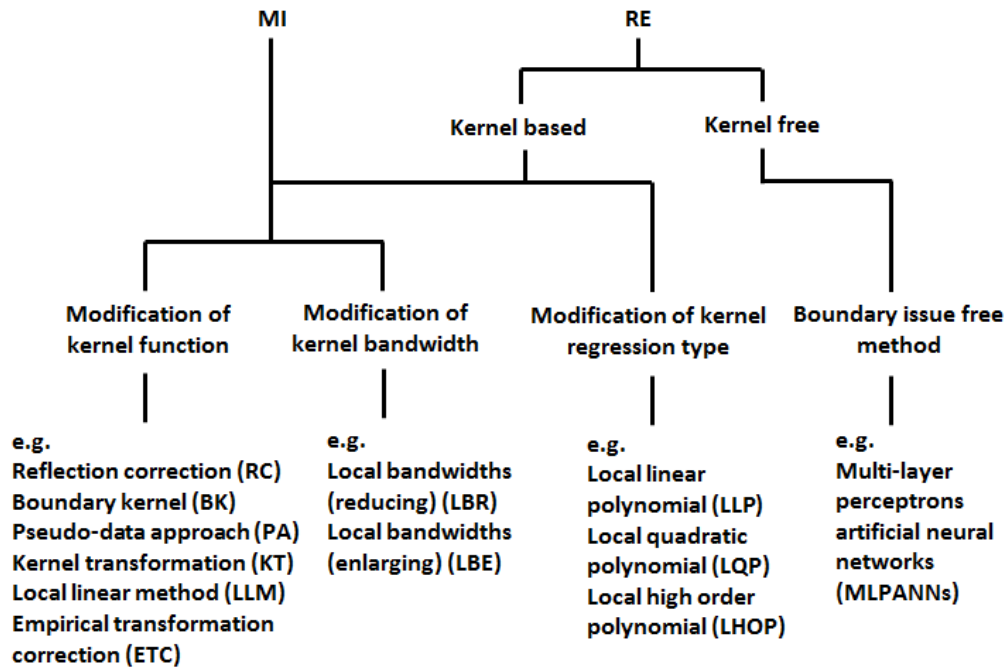 MI
RE
Kernel based
Kernel free
Modification of
kernel function
Modification of
kernel bandwidth
Modification of kernel
regression type
Boundary issue free
method
e.g.
Reflection correction (RC)
Boundary kernel (BK)
Pseudo-data approach (PA)
Kernel transformation (KT)
Local linear method (LLM)
Empirical transformation
correction (ETC)
e.g.
Local bandwidths
(reducing) (LBR)
Local bandwidths
(enlarging) (LBE)
e.g.
Local linear
polynomial (LLP)
Local quadratic
polynomial (LQP)
Local high order
polynomial (LHOP)
e.g.
Multi-layer
perceptrons
artificial neural
networks
(MLPANNs)